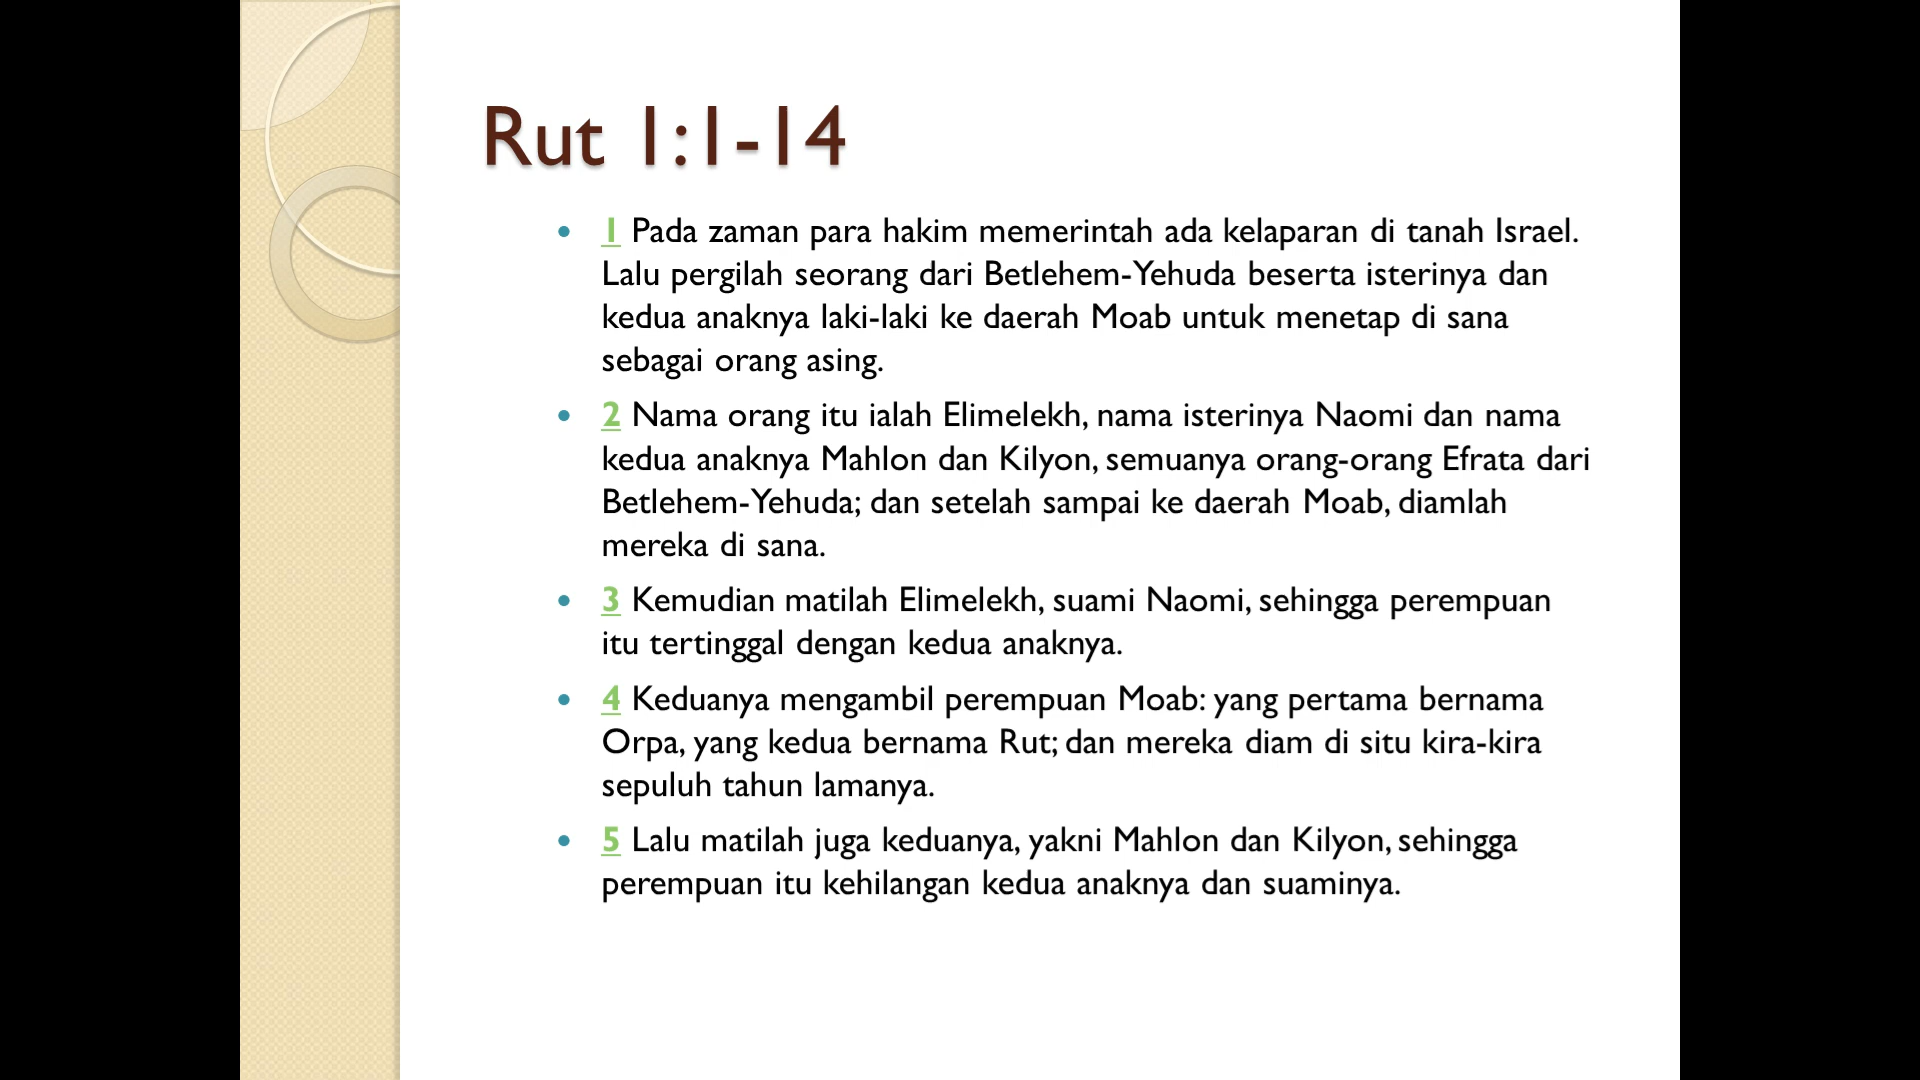 Rut 1:1-14
• 1 Pada zaman para hakim memerintah ada kelaparan di tanah Israel.
Lalu pergilah seorang dari Betlehem-Yehuda beserta isterinya dan
kedua anaknya laki-laki ke daerah Moab untuk menetap di sana
sebagai orang asing.
• 2 Nama orang itu ialah Elimelekh, nama isterinya Naomi dan nama
kedua anaknya Mahlon dan Kilyon, semuanya orang-orang Efrata dari
Betlehem-Yehuda; dan setelah sampai ke daerah Moab, diamlah
mereka di sana.
• 3 Kemudian matilah Elimelekh, suami Naomi, sehingga perempuan
itu tertinggal dengan kedua anaknya.
• 4 Keduanya mengambil perempuan Moab: yang pertama bernama
Orpa, yang kedua bernama Rut; dan mereka diam di situ kira-kira
sepuluh tahun lamanya.
• 5 Lalu matilah juga keduanya, yakni Mahlon dan Kilyon, sehingga
perempuan itu kehilangan kedua anaknya dan suaminya.